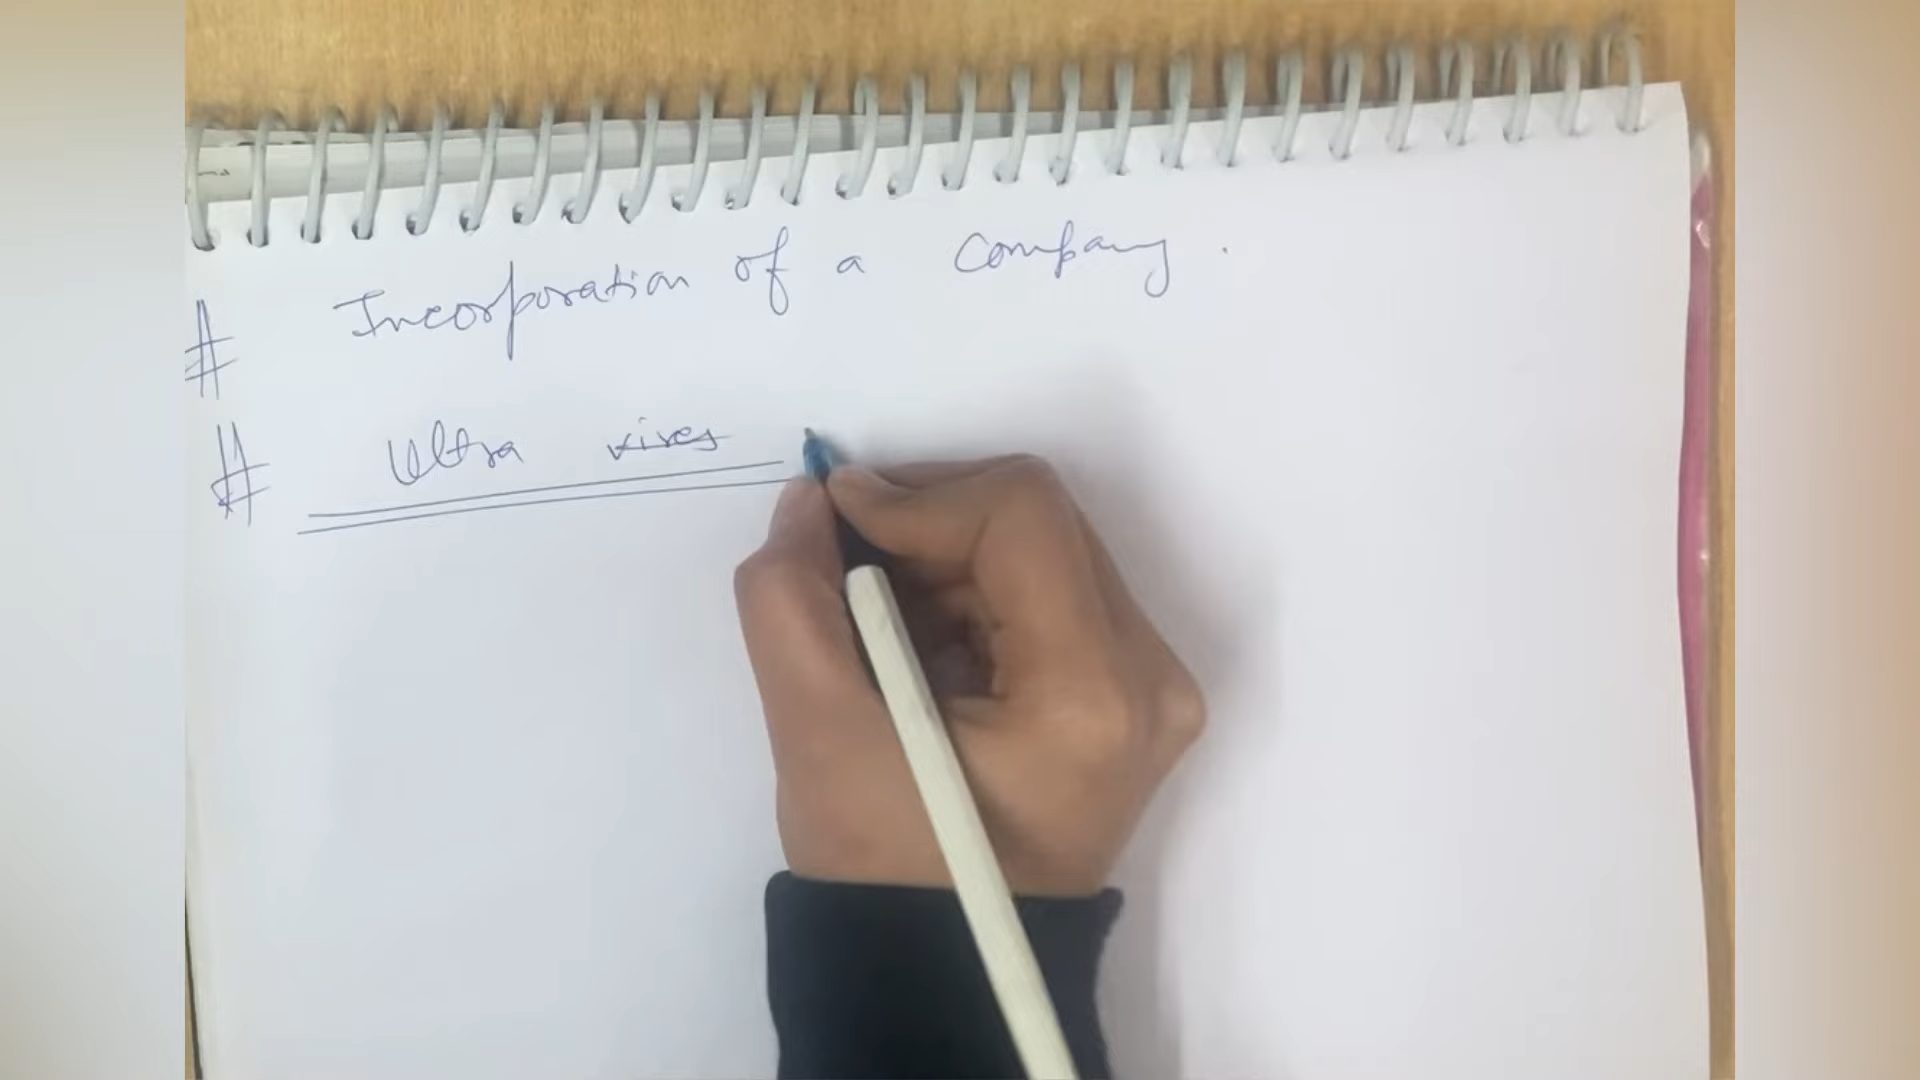 # Incorporation of a company.
# Ultra vires